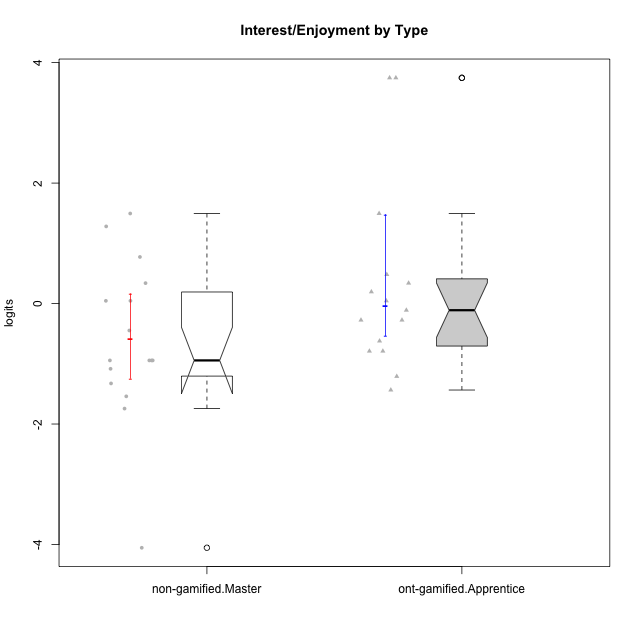 Interest/Enjoyment by Type
4
2
0
-2
-4
logits
non-gamified.Master
ont-gamified.Apprentice